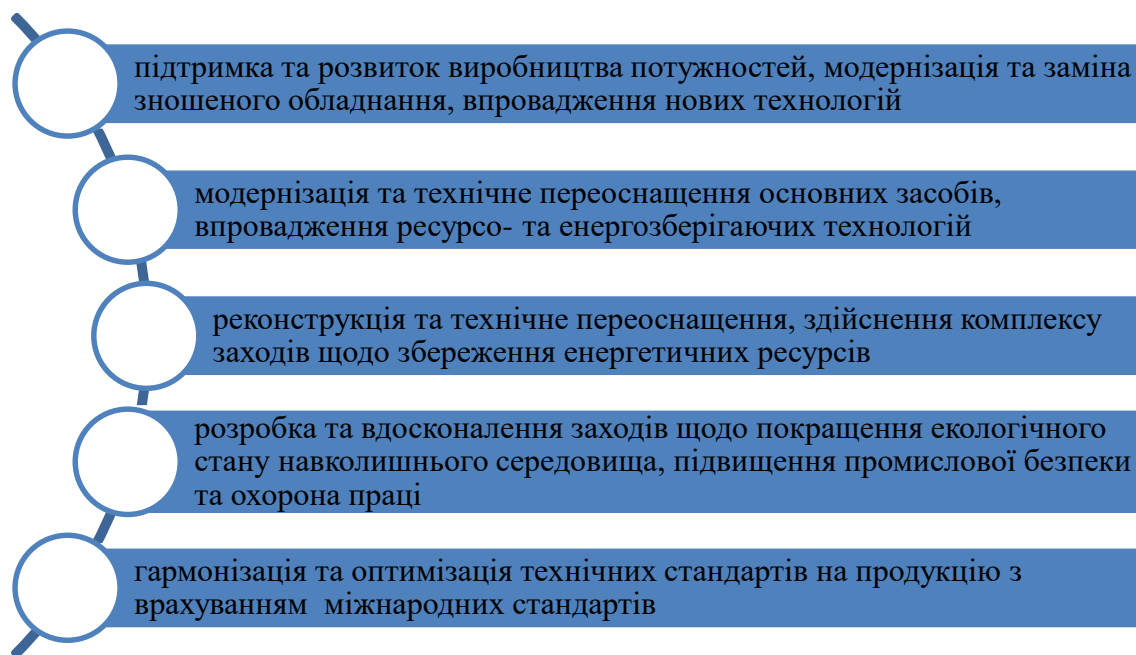 підтримка та розвиток виробництва потужностей, модернізація та заміна
зношеного обладнання, впровадження нових технологій
модернізація та технічне переоснащення основних засобів,
впровадження ресурсо- та енергозберігаючих технологій
реконструкція та технічне переоснащення, здійснення комплексу
заходів щодо збереження енергетичних ресурсів
розробка та вдосконалення заходів щодо покращення екологічного
стану навколишнього середовища, підвищення промислової безпеки
та охорона праці
гармонізація та оптимізація технічних стандартів на продукцію з
врахуванням  міжнародних стандартів